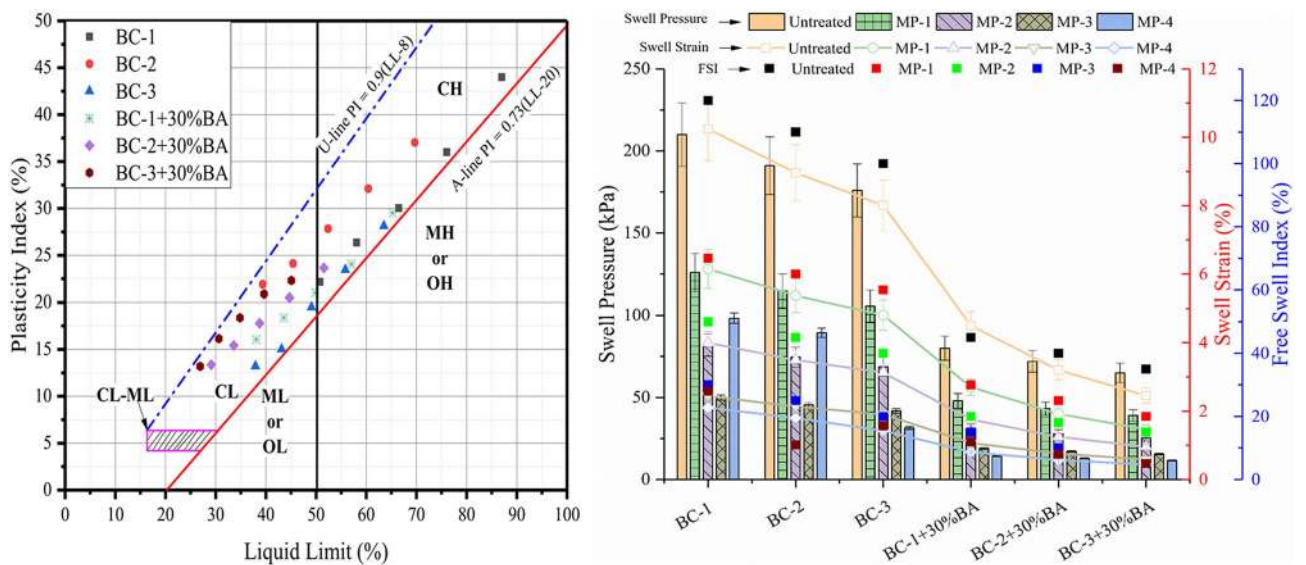 50
45
40
35
30
25
20
15
10
5
0
Plasticity Index (%)
BC-1
BC-2
BC-3
BC-1+30%BA
BC-2+30%BA
BC-3+30%BA
U-line PI = 0.9(LL-8)
A-line PI = 0.73(LL-20)
CH
MH
or
OH
CL-ML
CL
ML
or
OL
0 10 20 30 40 50 60 70 80 90 100
Liquid Limit (%)
Swell Pressure Untreated MP-1 MP-2 MP-3 MP-4
Swell Strain Untreated MP-1 MP-2 MP-3 MP-4
FSI Untreated MP-1 MP-2 MP-3 MP-4
250
200
150
100
50
0
Swell Pressure (kPa)
12
10
8
6
4
2
0
Swell Strain (%)
120
100
80
60
40
20
0
Free Swell Index (%)
BC-1
BC-2
BC-3
BC-1+30%BA
BC-2+30%BA
BC-3+30%BA